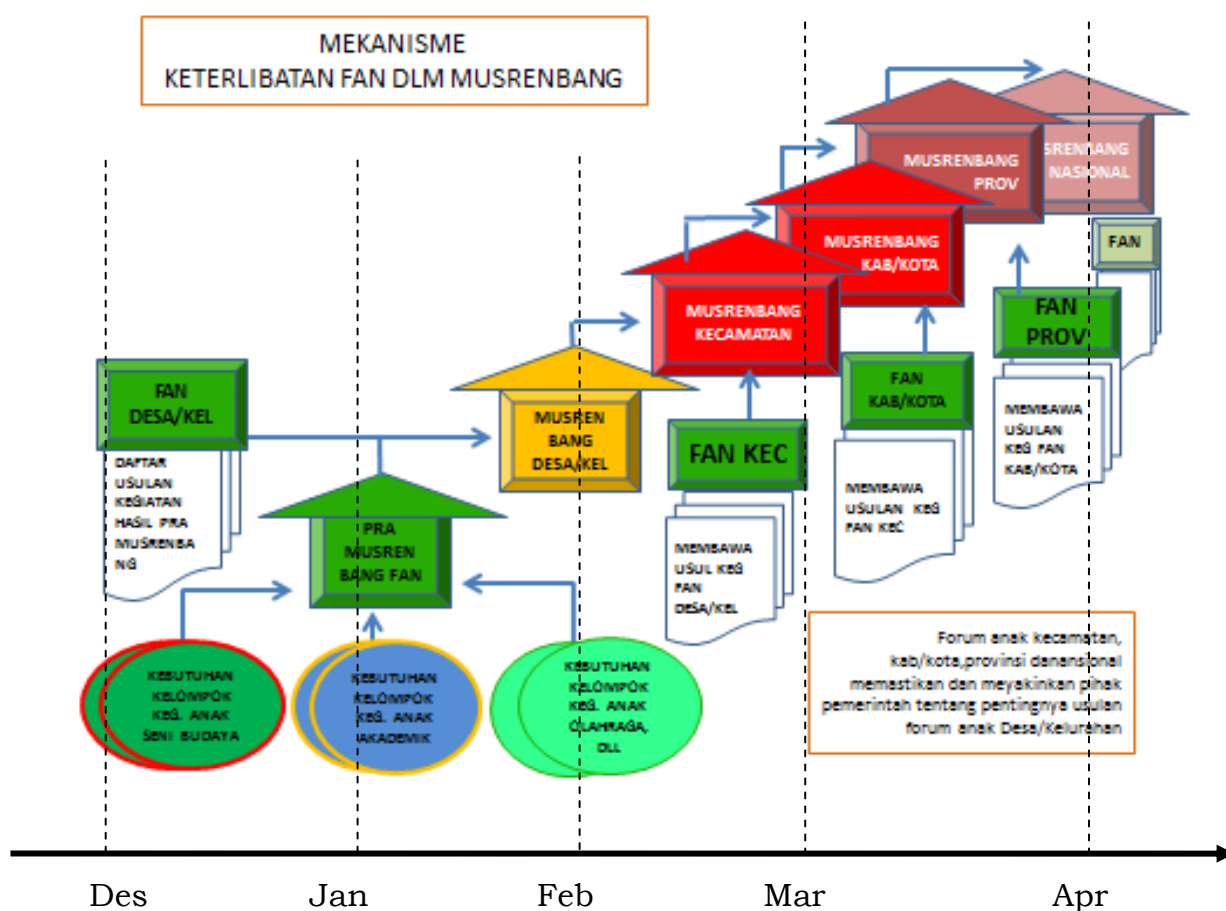 MEKANISME
KETERLIBATAN FAN DLM MUSRENBANG
MUSRENBANG
PROV
SRENBANG
NASIONAL
MUSRENBANG
KAB/KOTA
MUSRENBANG
KECAMATAN
FAN
FAN
PROV
MEMBAWA
USULAN
KEG FAN
KAB/KOTA
FAN
KAB/KOTA
MEMBAWA
USULAN KEG
FAN KEC
FAN KEC
MEMBAWA
USUL KEG
FAN
DESA/KEL
FAN
DESA/KEL
DAFTAR
USULAN
KEGIATAN
HASIL PRA
MUSRENBA
NG
MUSREN
BANG
DESA/KEL
PRA
MUSREN
BANG FAN
KEBUTUHAN
KELOMPOK
KEG. ANAK
SENI BUDAYA
KEBUTUHAN
KELOMPOK
KEG. ANAK
AKADEMIK
KEBUTUHAN
KELOMPOK
KEG. ANAK
OLAHRAGA,
DLL
Forum anak kecamatan,
kab/kota,provinsi danansional
memastikan dan meyakinkan pihak
pemerintah tentang pentingnya usulan
forum anak Desa/Kelurahan
Des
Jan
Feb
Mar
Apr